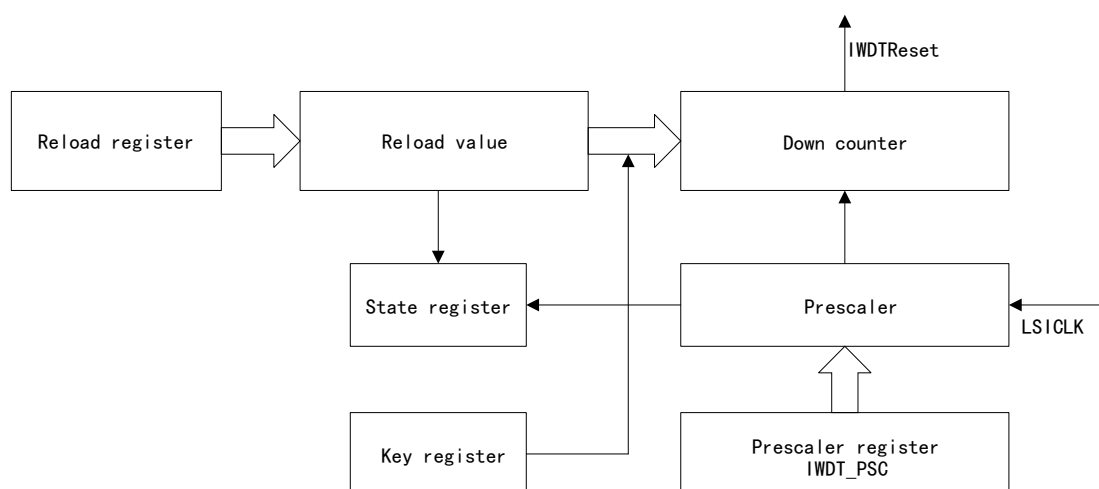 IWDTReset
Reload register
Reload value
Down counter
State register
Prescaler
LSICLK
Key register
Prescaler register
IWDT_PSC